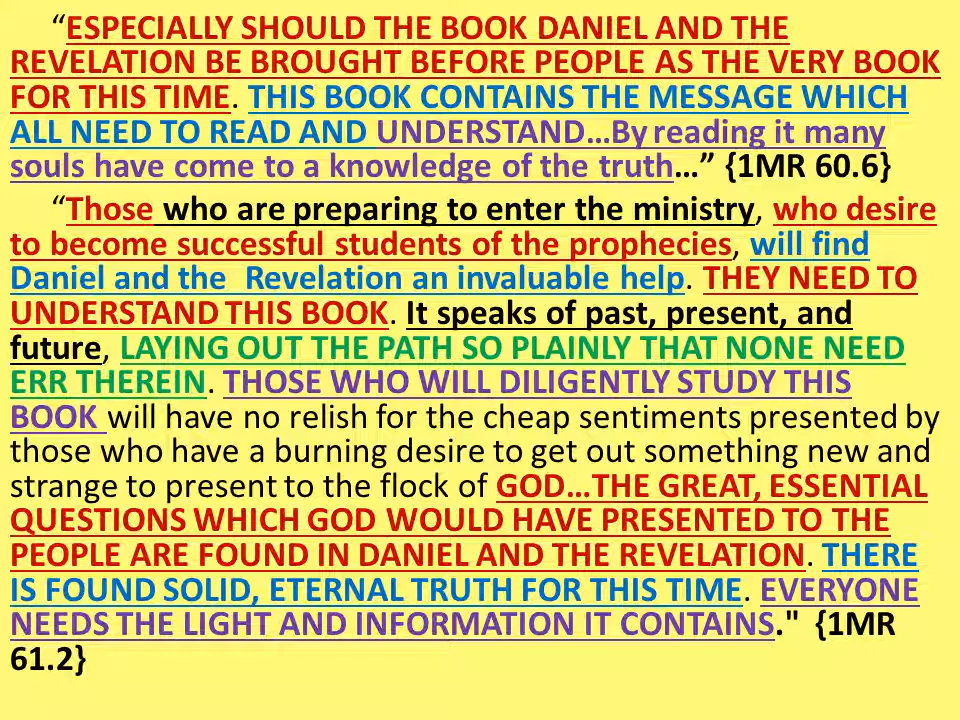 “ESPECIALLY SHOULD THE BOOK DANIEL AND THE
REVELATION BE BROUGHT BEFORE PEOPLE AS THE VERY BOOK
FOR THIS TIME. THIS BOOK CONTAINS THE MESSAGE WHICH
ALL NEED TO READ AND UNDERSTAND…By reading it many
souls have come to a knowledge of the truth…” {1MR 60.6}
“Those who are preparing to enter the ministry, who desire
to become successful students of the prophecies, will find
Daniel and the  Revelation an invaluable help. THEY NEED TO
UNDERSTAND THIS BOOK. It speaks of past, present, and
future, LAYING OUT THE PATH SO PLAINLY THAT NONE NEED
ERR THEREIN. THOSE WHO WILL DILIGENTLY STUDY THIS
BOOK will have no relish for the cheap sentiments presented by
those who have a burning desire to get out something new and
strange to present to the flock of GOD…THE GREAT, ESSENTIAL
QUESTIONS WHICH GOD WOULD HAVE PRESENTED TO THE
PEOPLE ARE FOUND IN DANIEL AND THE REVELATION. THERE
IS FOUND SOLID, ETERNAL TRUTH FOR THIS TIME. EVERYONE
NEEDS THE LIGHT AND INFORMATION IT CONTAINS."  {1MR
61.2}